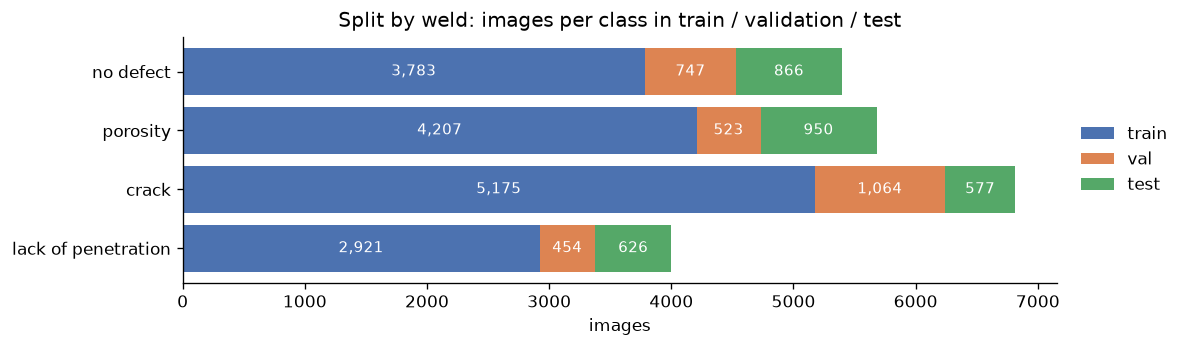 Split by weld: images per class in train / validation / test
no defect
3,783
747
866
porosity
4,207
523
950
crack
5,175
1,064
577
lack of penetration
2,921
454
626
0
1000
2000
3000
4000
5000
6000
7000
images
train
val
test